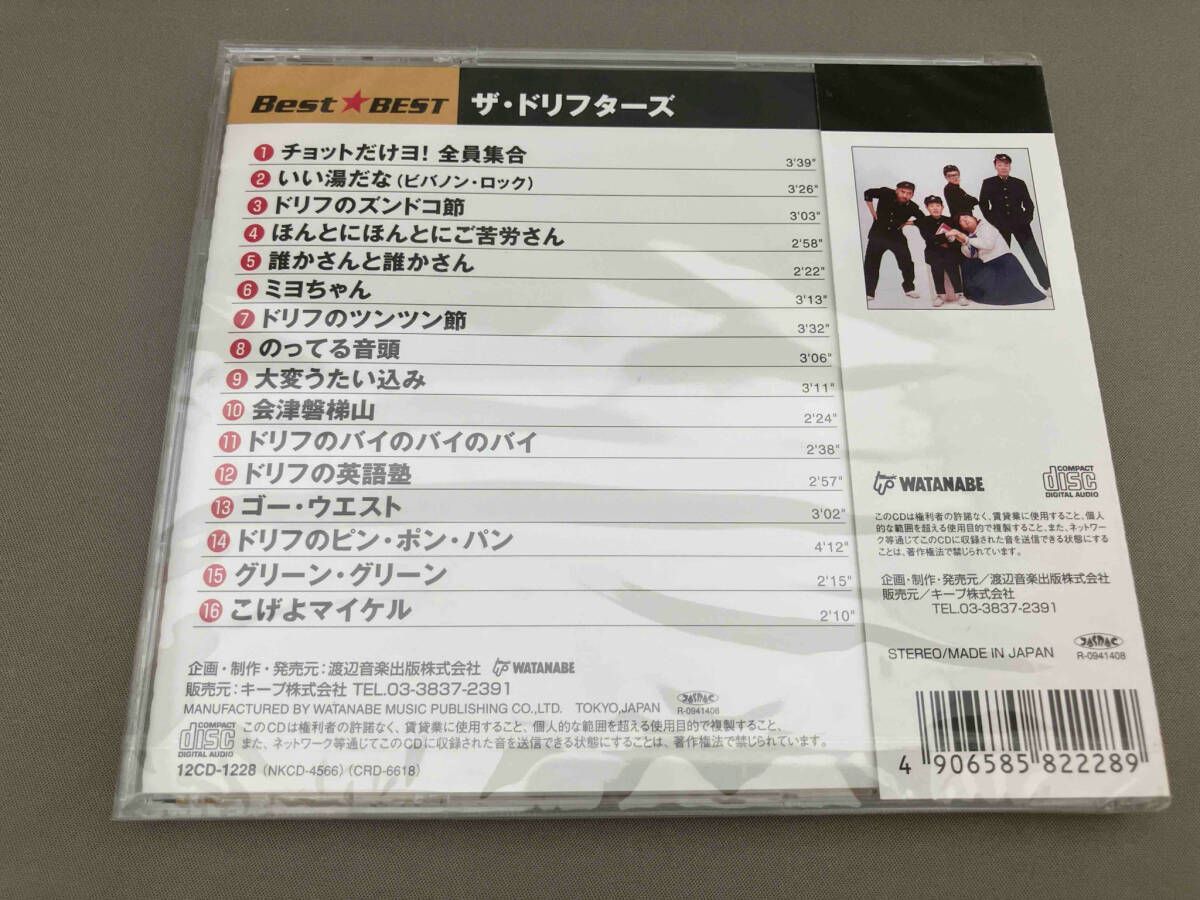 Best★BEST ザ・ドリフターズ
1 チョットだけヨ! 全員集合 3'39"
2 いい湯だな(ビバノン・ロック) 3'26"
3 ドリフのズンドコ節 3'03"
4 ほんとにほんとにご苦労さん 2'58"
5 誰かさんと誰かさん 2'22"
6 ミヨちゃん 3'13"
7 ドリフのツンツン節 3'32"
8 のってる音頭 3'06"
9 大変うたい込み 3'11"
10 会津磐梯山 2'24"
11 ドリフのバイのバイのバイ 2'38"
12 ドリフの英語塾 2'57"
13 ゴー・ウエスト 3'02"
14 ドリフのピン・ポン・パン 4'12"
15 グリーン・グリーン 2'15"
16 こげよマイケル 2'10"
企画・制作・発売元:渡辺音楽出版株式会社 WATANABE
販売元:キープ株式会社 TEL.03-3837-2391
MANUFACTURED BY WATANABE MUSIC PUBLISHING CO.,LTD. TOKYO,JAPAN
JASRAC
R-0941408
COMPACT
disc
DIGITAL AUDIO
このCDは権利者の許諾なく、賃貸業に使用すること、個人的な範囲を超える使用目的で複製すること、
また、ネットワーク等通じてこのCDに収録された音を送信できる状態にすることは、著作権法で禁じられています。
12CD-1228 (NKCD-4566) (CRD-6618)
WATANABE
COMPACT
disc
DIGITAL AUDIO
このCDは権利者の許諾なく、賃貸業に使用すること、個人
的な範囲を超える使用目的で複製すること、また、ネットワー
ク等通じてこのCDに収録された音を送信できる状態にする
ことは、著作権法で禁じられています。
企画・制作・発売元/渡辺音楽出版株式会社
販売元/キープ株式会社
TEL.03-3837-2391
JASRAC
STEREO/MADE IN JAPAN R-0941408
4 906585 822289